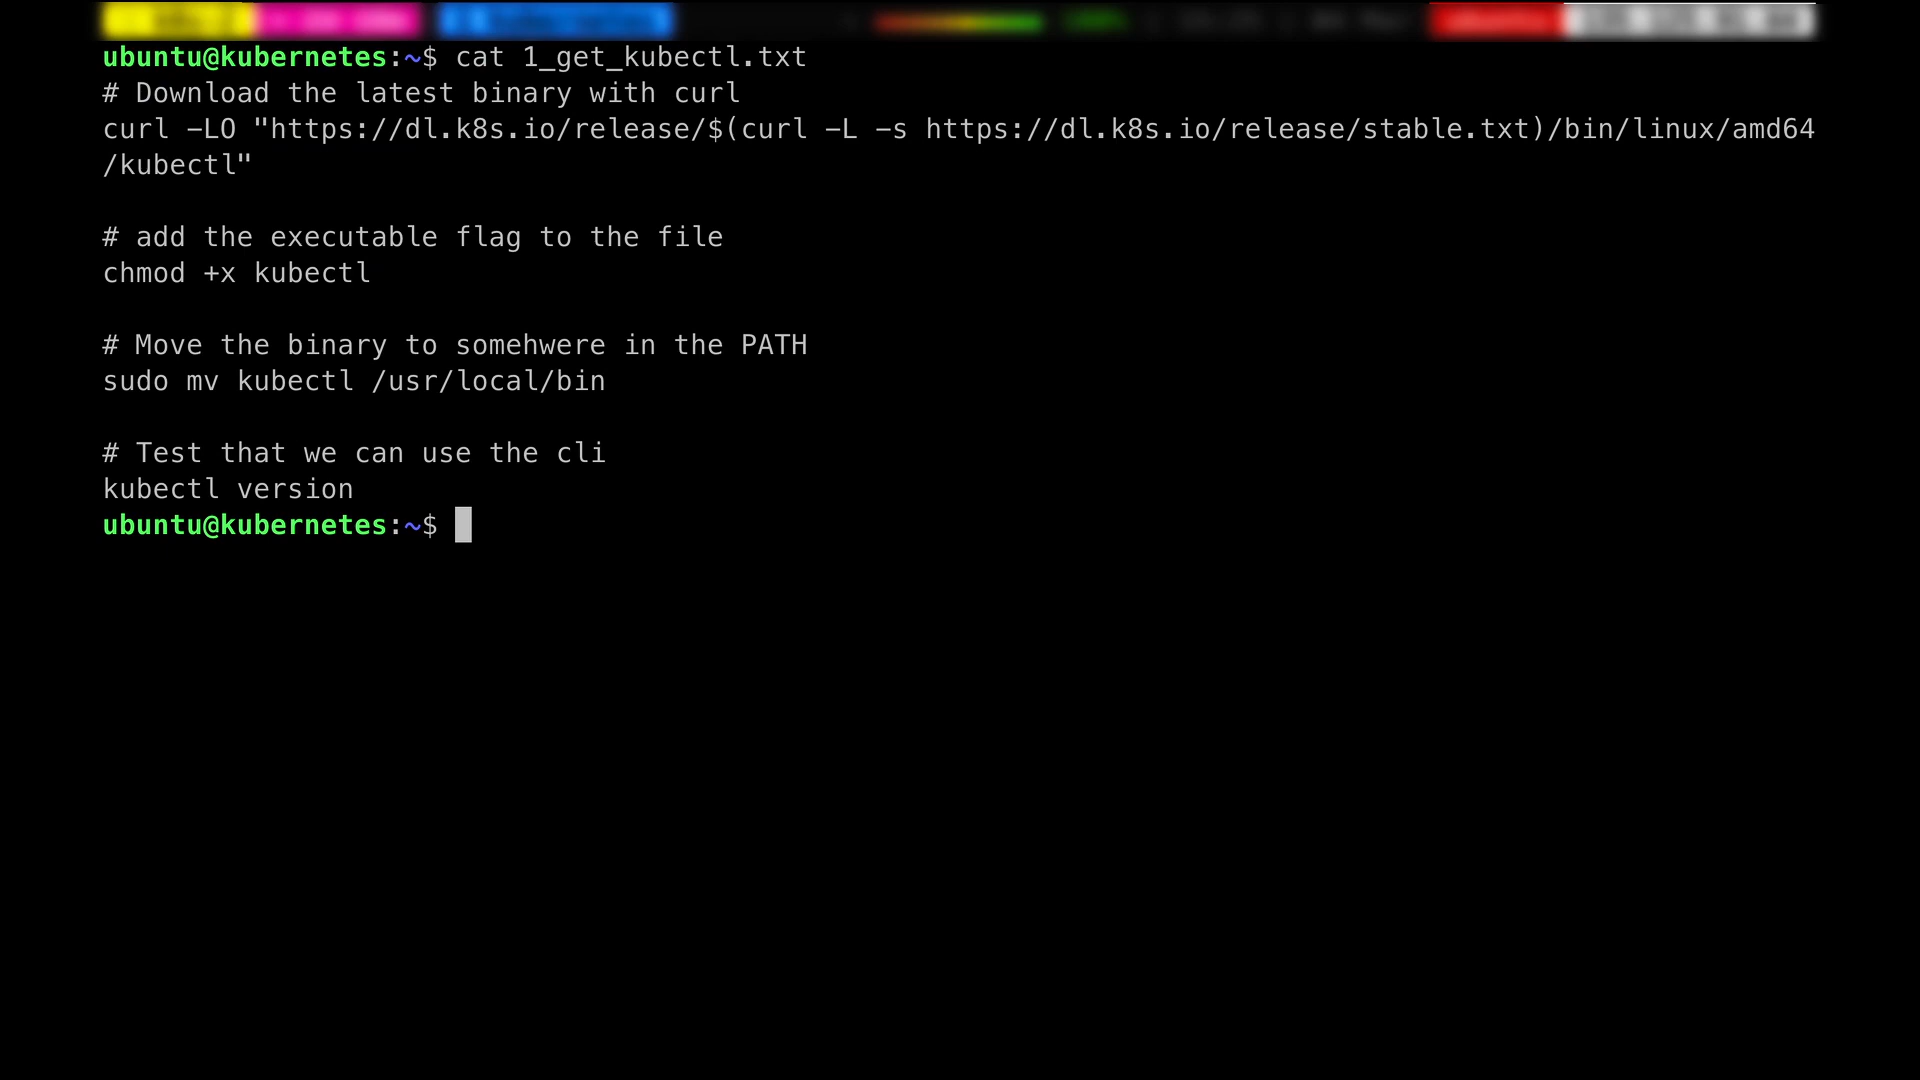 ubuntu@kubernetes:~$ cat 1_get_kubectl.txt
# Download the latest binary with curl
curl -LO "https://dl.k8s.io/release/$(curl -L -s https://dl.k8s.io/release/stable.txt)/bin/linux/amd64
/kubectl"
# add the executable flag to the file
chmod +x kubectl
# Move the binary to somehwere in the PATH
sudo mv kubectl /usr/local/bin
# Test that we can use the cli
kubectl version
ubuntu@kubernetes:~$